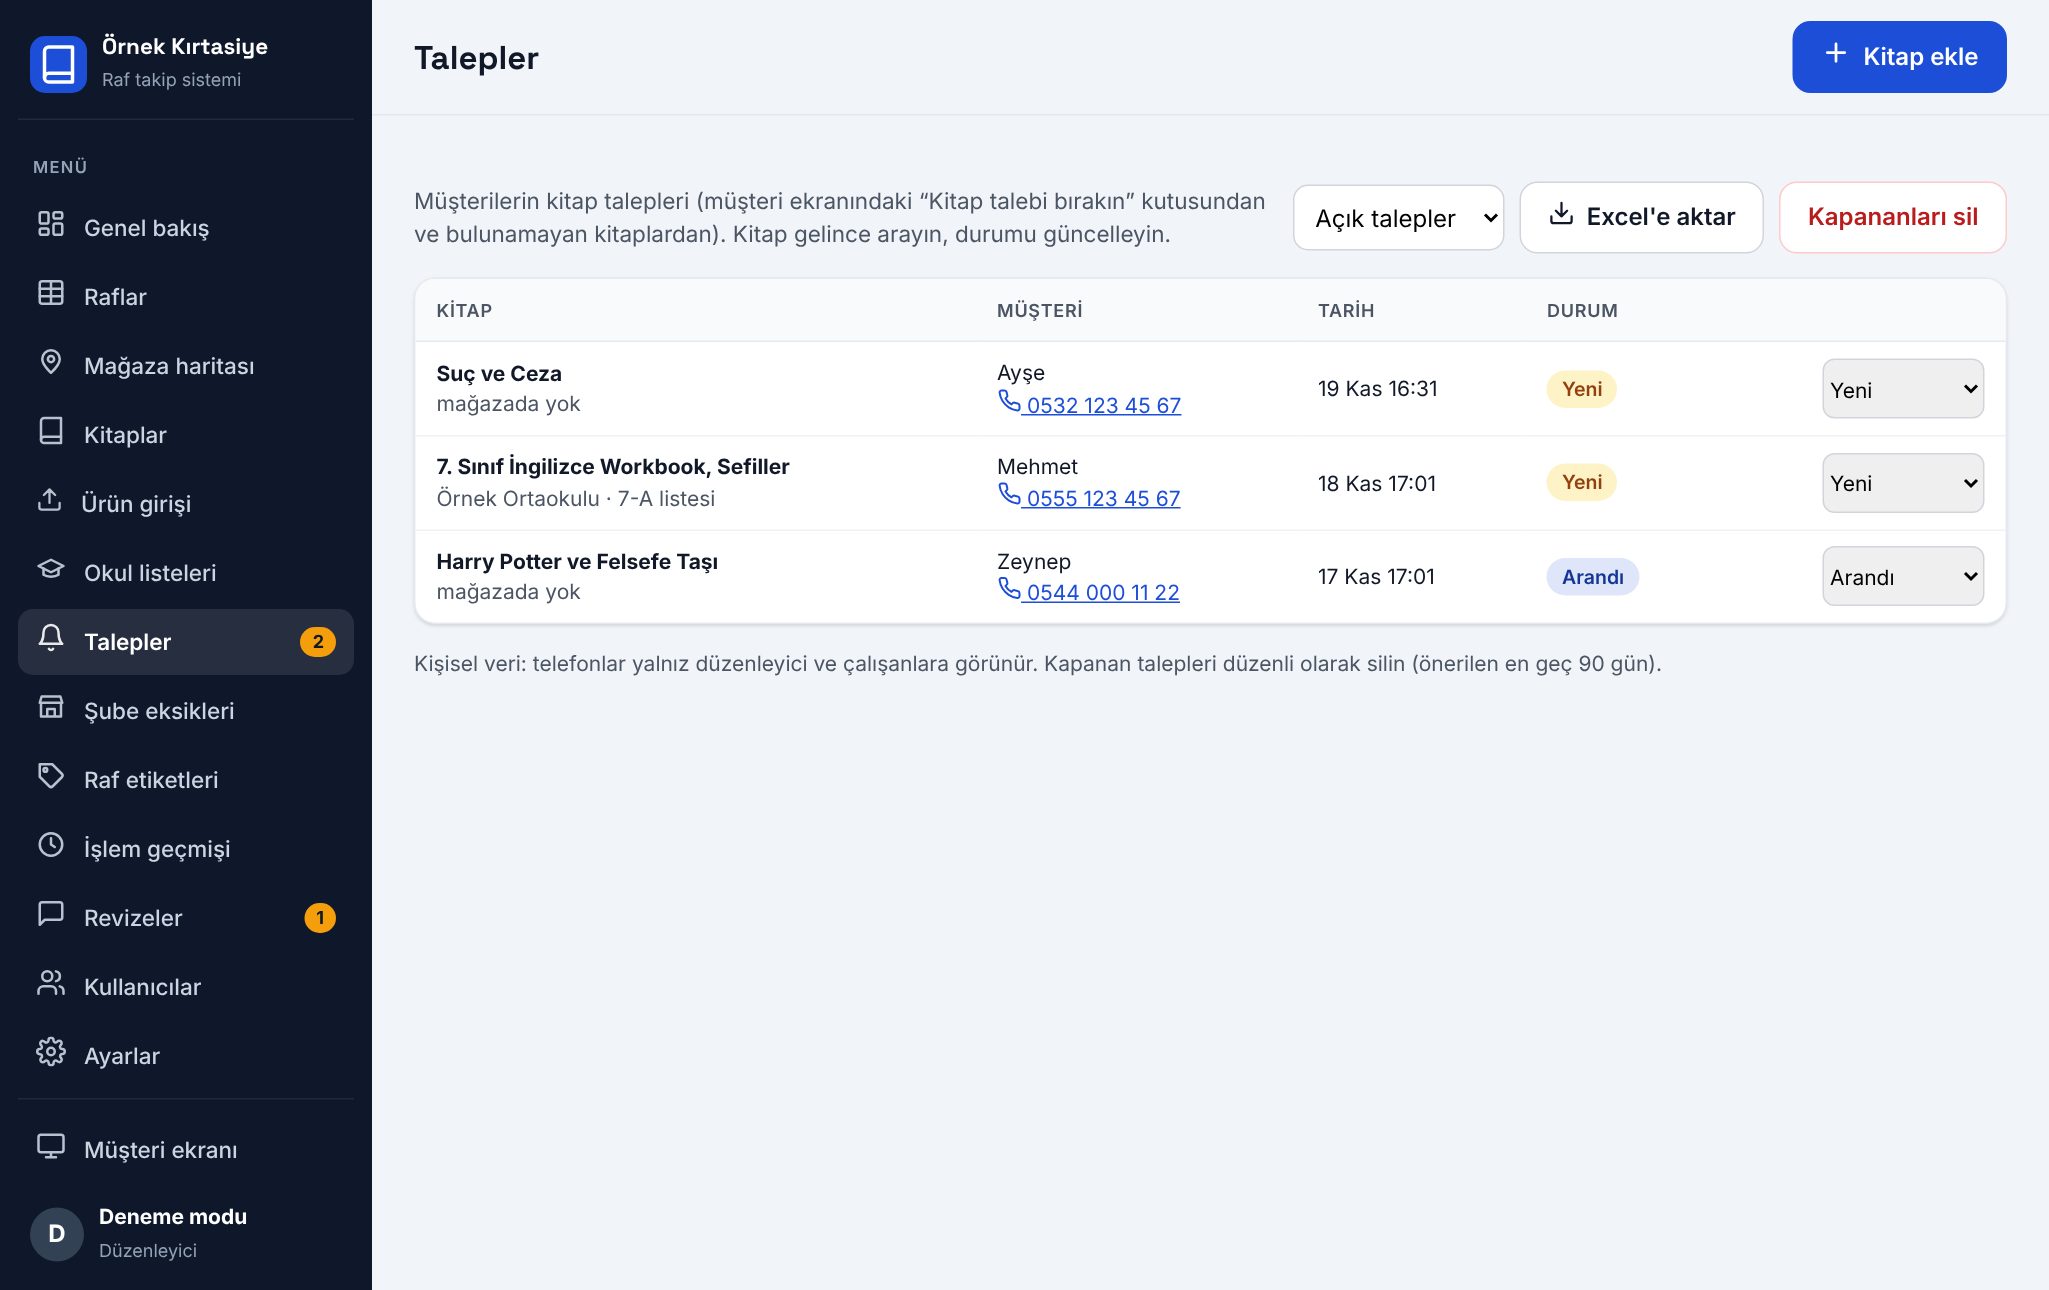 Örnek Kırtasiye
Raf takip sistemi
MENÜ
Genel bakış
Raflar
Mağaza haritası
Kitaplar
Ürün girişi
Okul listeleri
Talepler 2
Şube eksikleri
Raf etiketleri
İşlem geçmişi
Revizeler 1
Kullanıcılar
Ayarlar
Müşteri ekranı
D
Deneme modu
Düzenleyici
Talepler
+ Kitap ekle
Müşterilerin kitap talepleri (müşteri ekranındaki “Kitap talebi bırakın” kutusundan
ve bulunamayan kitaplardan). Kitap gelince arayın, durumu güncelleyin.
Açık talepler
Excel'e aktar
Kapananları sil
KİTAP MÜŞTERİ TARİH DURUM
Suç ve Ceza
mağazada yok
Ayşe
0532 123 45 67
19 Kas 16:31
Yeni
Yeni
7. Sınıf İngilizce Workbook, Sefiller
Örnek Ortaokulu · 7-A listesi
Mehmet
0555 123 45 67
18 Kas 17:01
Yeni
Yeni
Harry Potter ve Felsefe Taşı
mağazada yok
Zeynep
0544 000 11 22
17 Kas 17:01
Arandı
Arandı
Kişisel veri: telefonlar yalnız düzenleyici ve çalışanlara görünür. Kapanan talepleri düzenli olarak silin (önerilen en geç 90 gün).